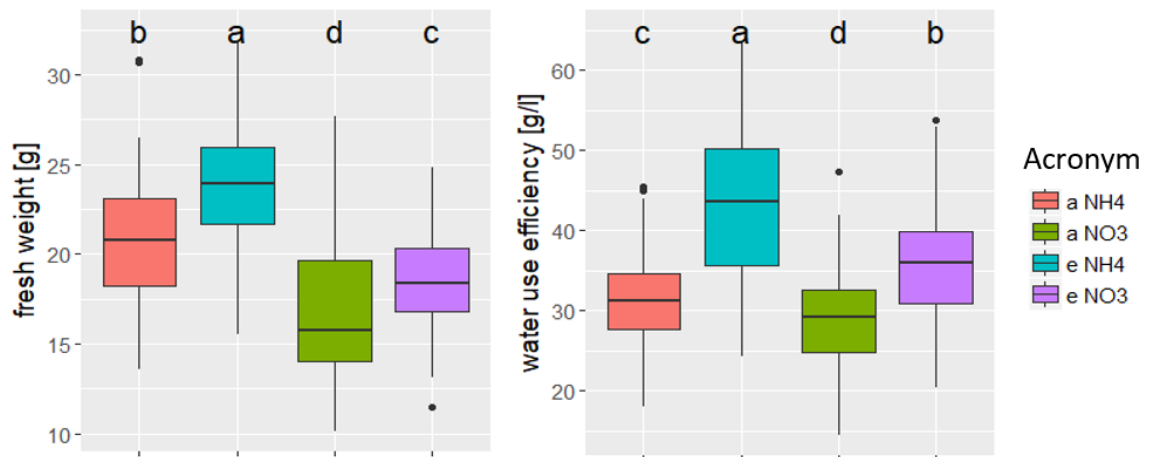 b a d c
fresh weight [g]
30
25
20
15
10
c a d b
water use efficiency [g/l]
60
50
40
30
20
Acronym
a NH4
a NO3
e NH4
e NO3